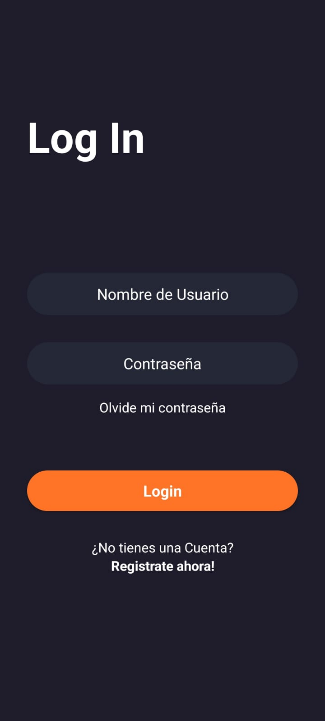 Log In
Nombre de Usuario
Contraseña
Olvide mi contraseña
Login
¿No tienes una Cuenta?
Registrate ahora!